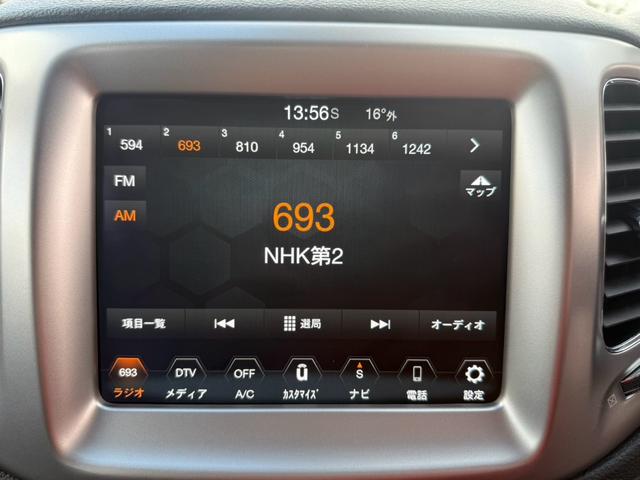 13:56 S 16°外
1 594 2 693 3 810 4 954 5 1134 6 1242
FM
マップ
AM
693
NHK第2
項目一覧 選局 オーディオ
693 DTV OFF û S
ラジオ メディア A/C ｶｽﾀﾏｲｽﾞ ナビ 電話 設定